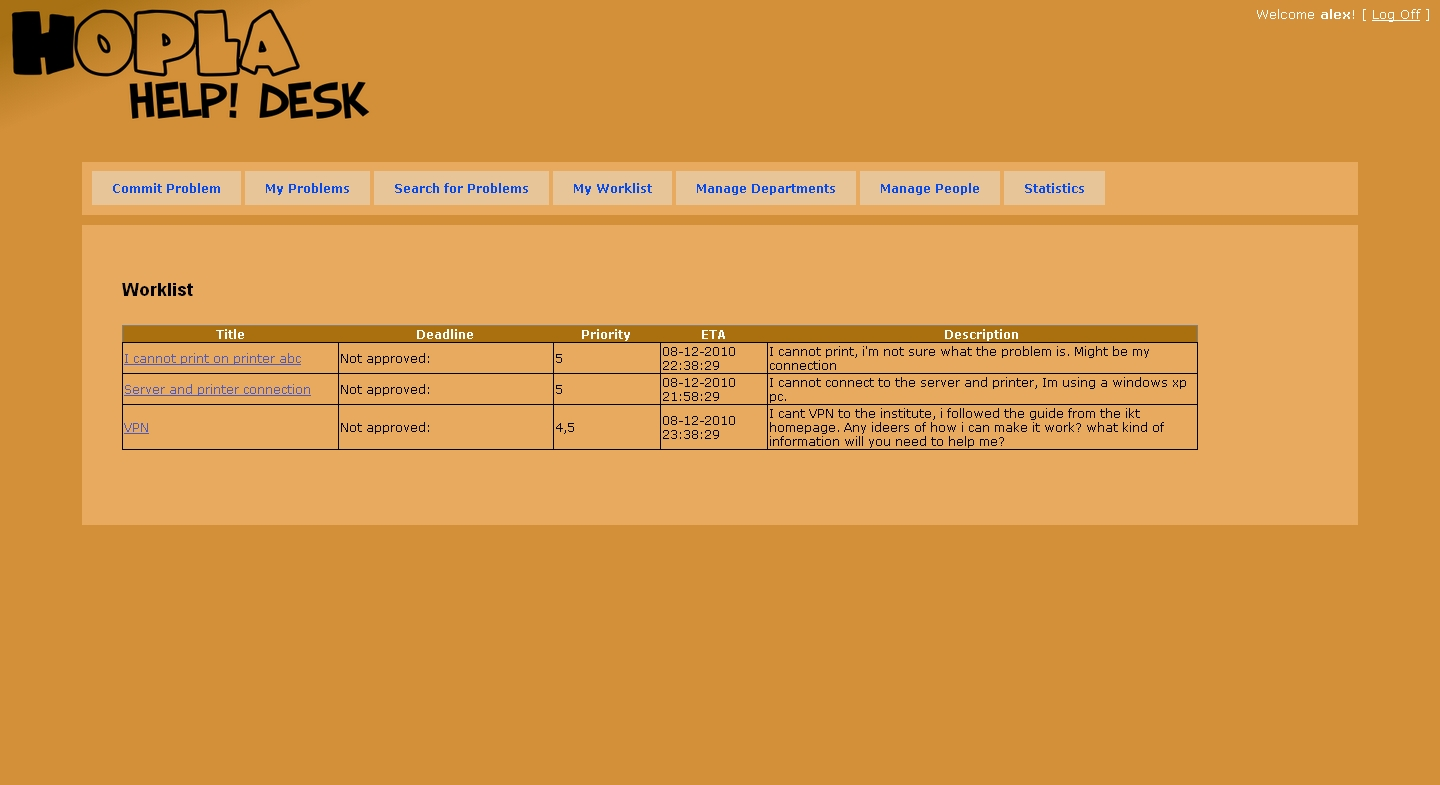 HOPLA
HELP! DESK
Welcome alex! [ Log Off ]
Commit Problem My Problems Search for Problems My Worklist Manage Departments Manage People Statistics
Worklist
Title Deadline Priority ETA Description
I cannot print on printer abc Not approved: 5 08-12-2010 22:38:29 I cannot print, i'm not sure what the problem is. Might be my
connection
Server and printer connection Not approved: 5 08-12-2010 21:58:29 I cannot connect to the server and printer, Im using a windows xp
pc.
VPN Not approved: 4,5 08-12-2010 23:38:29 I cant VPN to the institute, i followed the guide from the ikt
homepage. Any ideers of how i can make it work? what kind of
information will you need to help me?